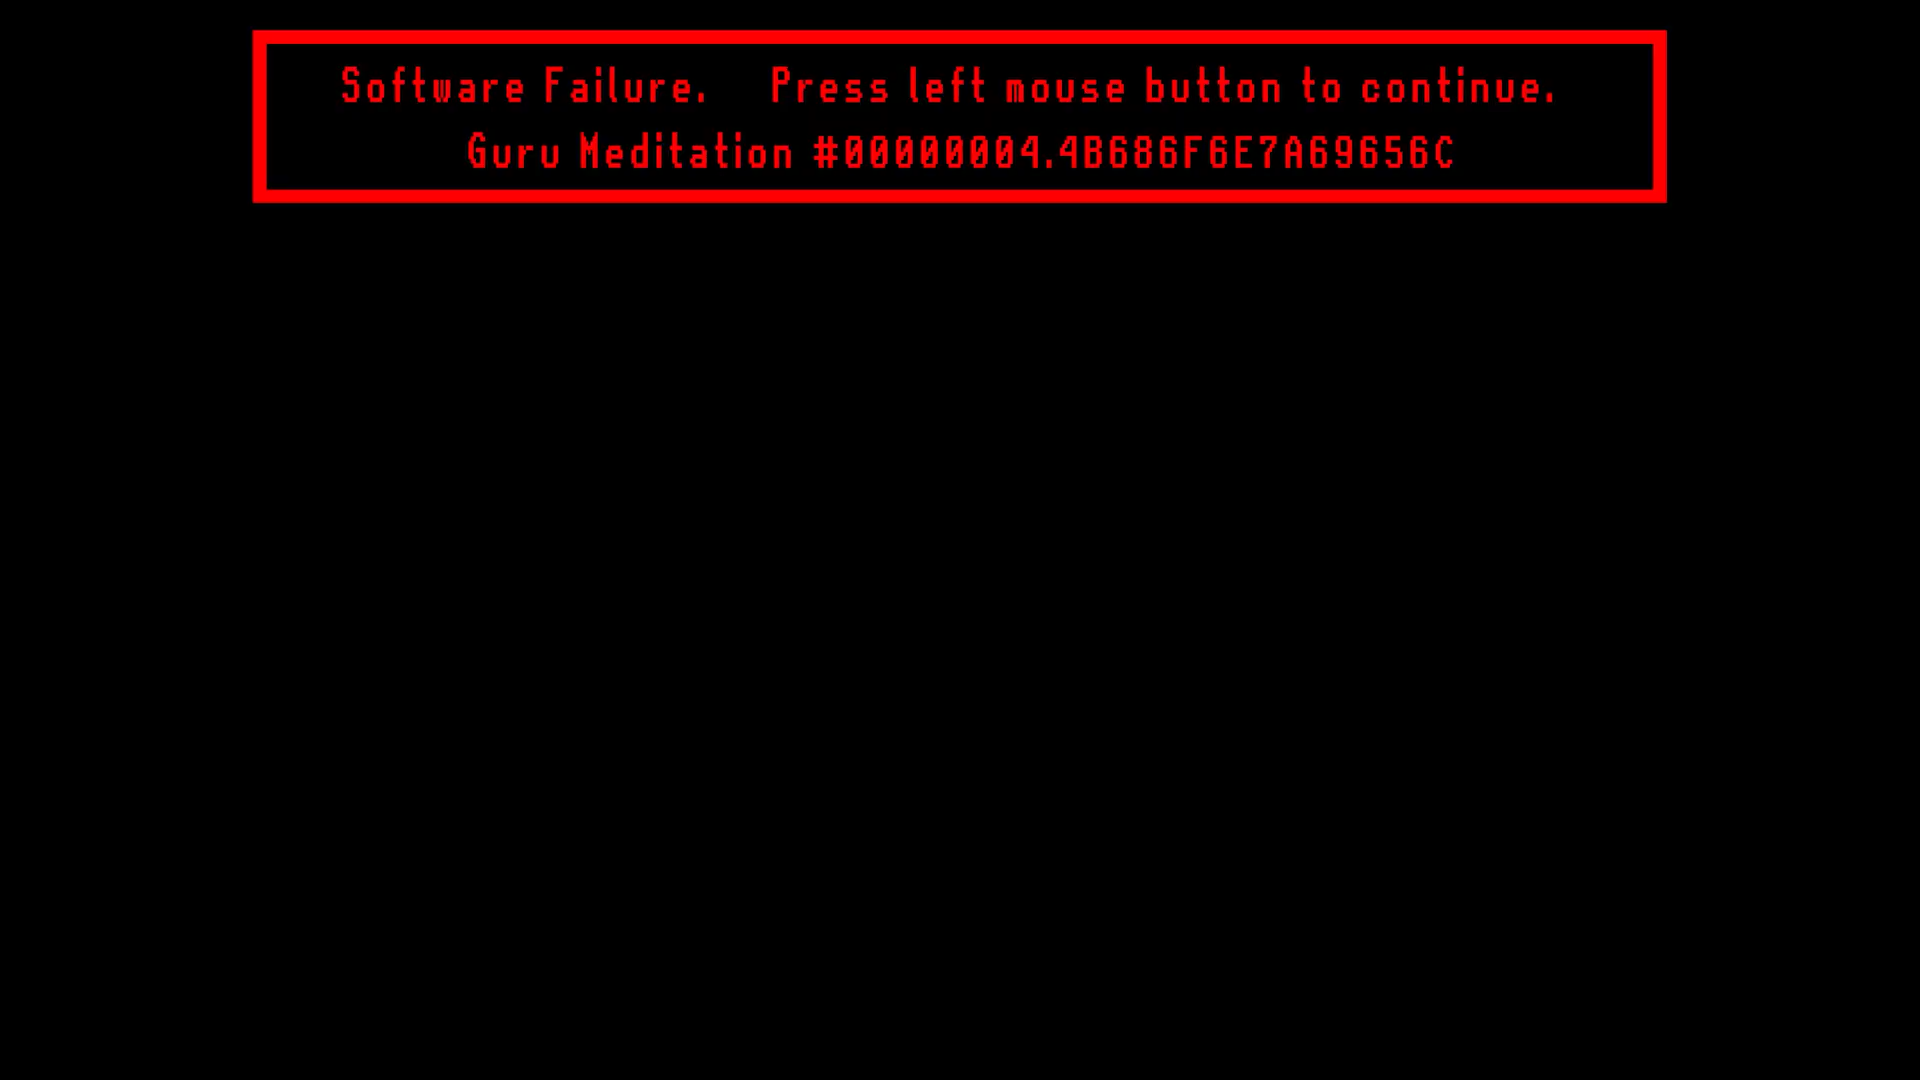 Software Failure.   Press left mouse button to continue.
Guru Meditation #00000004.4B686F6E7A69656C